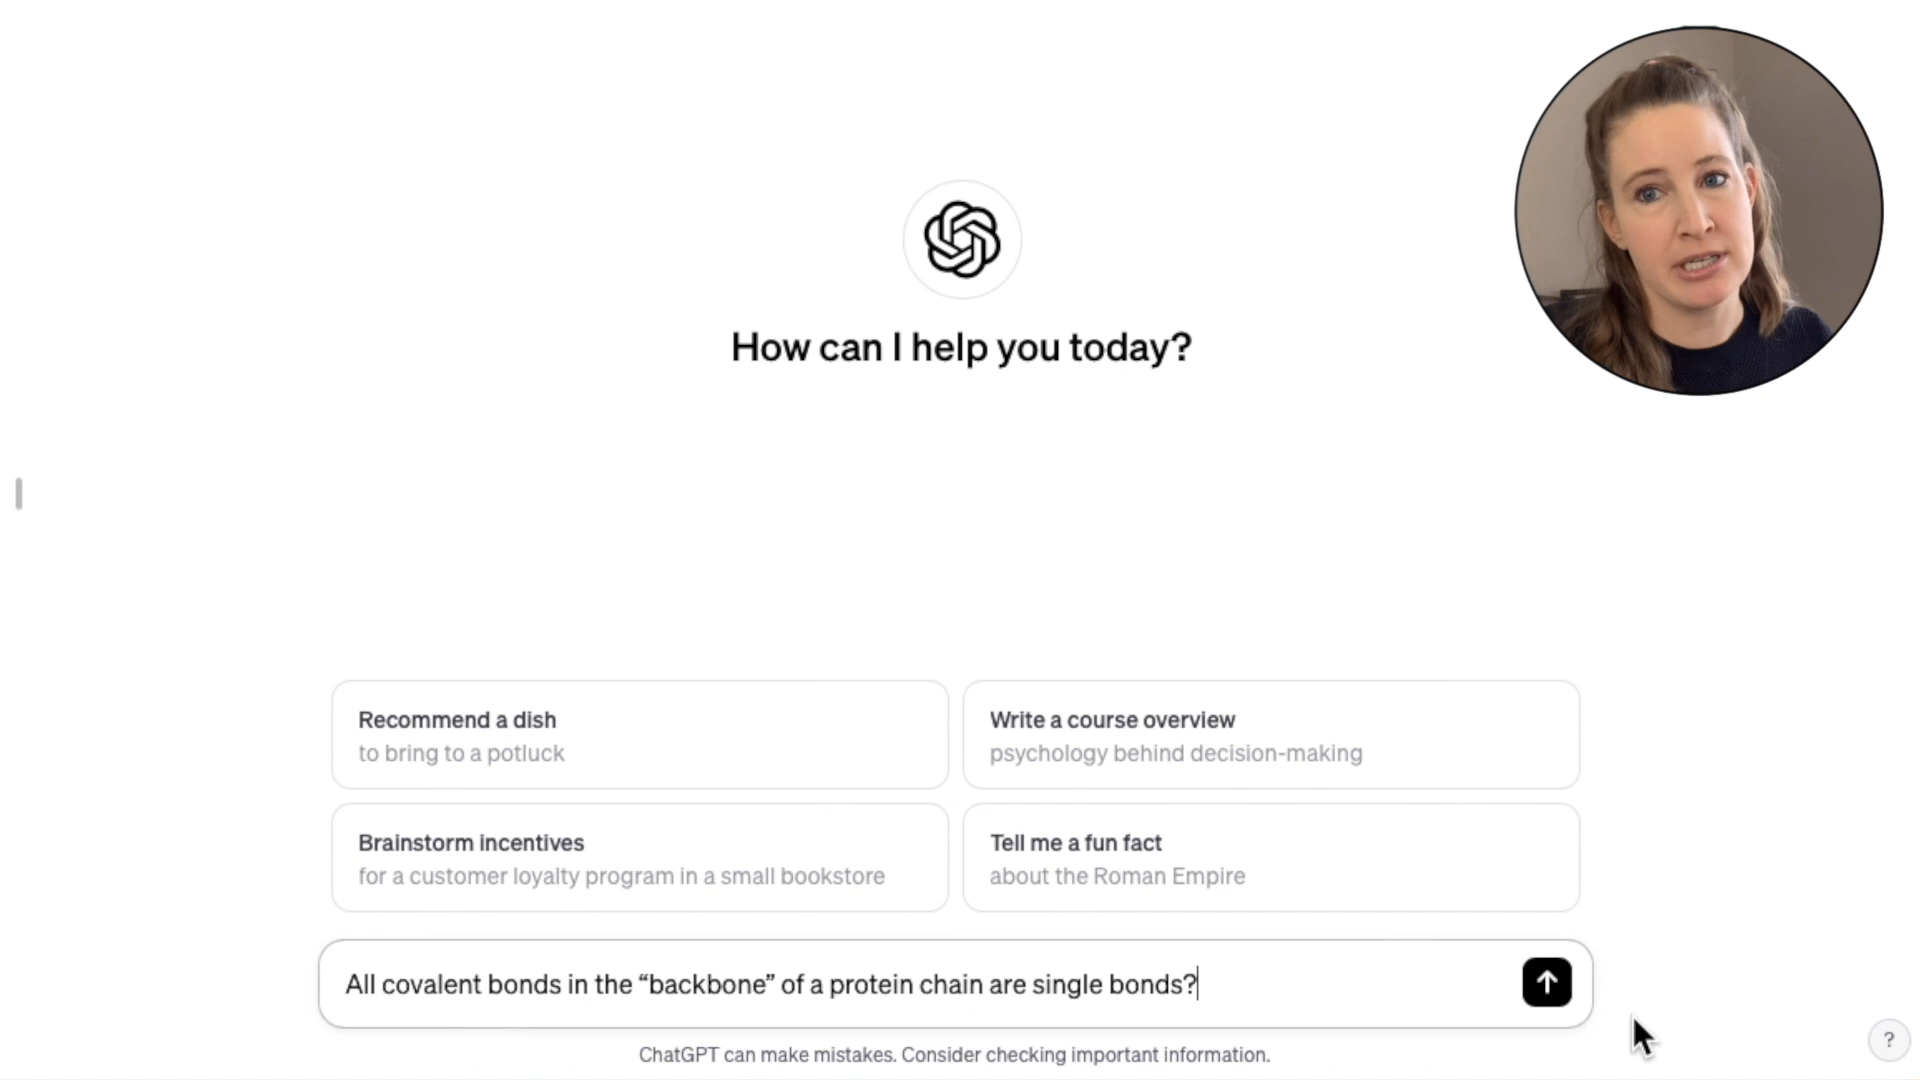 How can I help you today?
Recommend a dish
to bring to a potluck
Write a course overview
psychology behind decision-making
Brainstorm incentives
for a customer loyalty program in a small bookstore
Tell me a fun fact
about the Roman Empire
All covalent bonds in the “backbone” of a protein chain are single bonds?
ChatGPT can make mistakes. Consider checking important information.
?